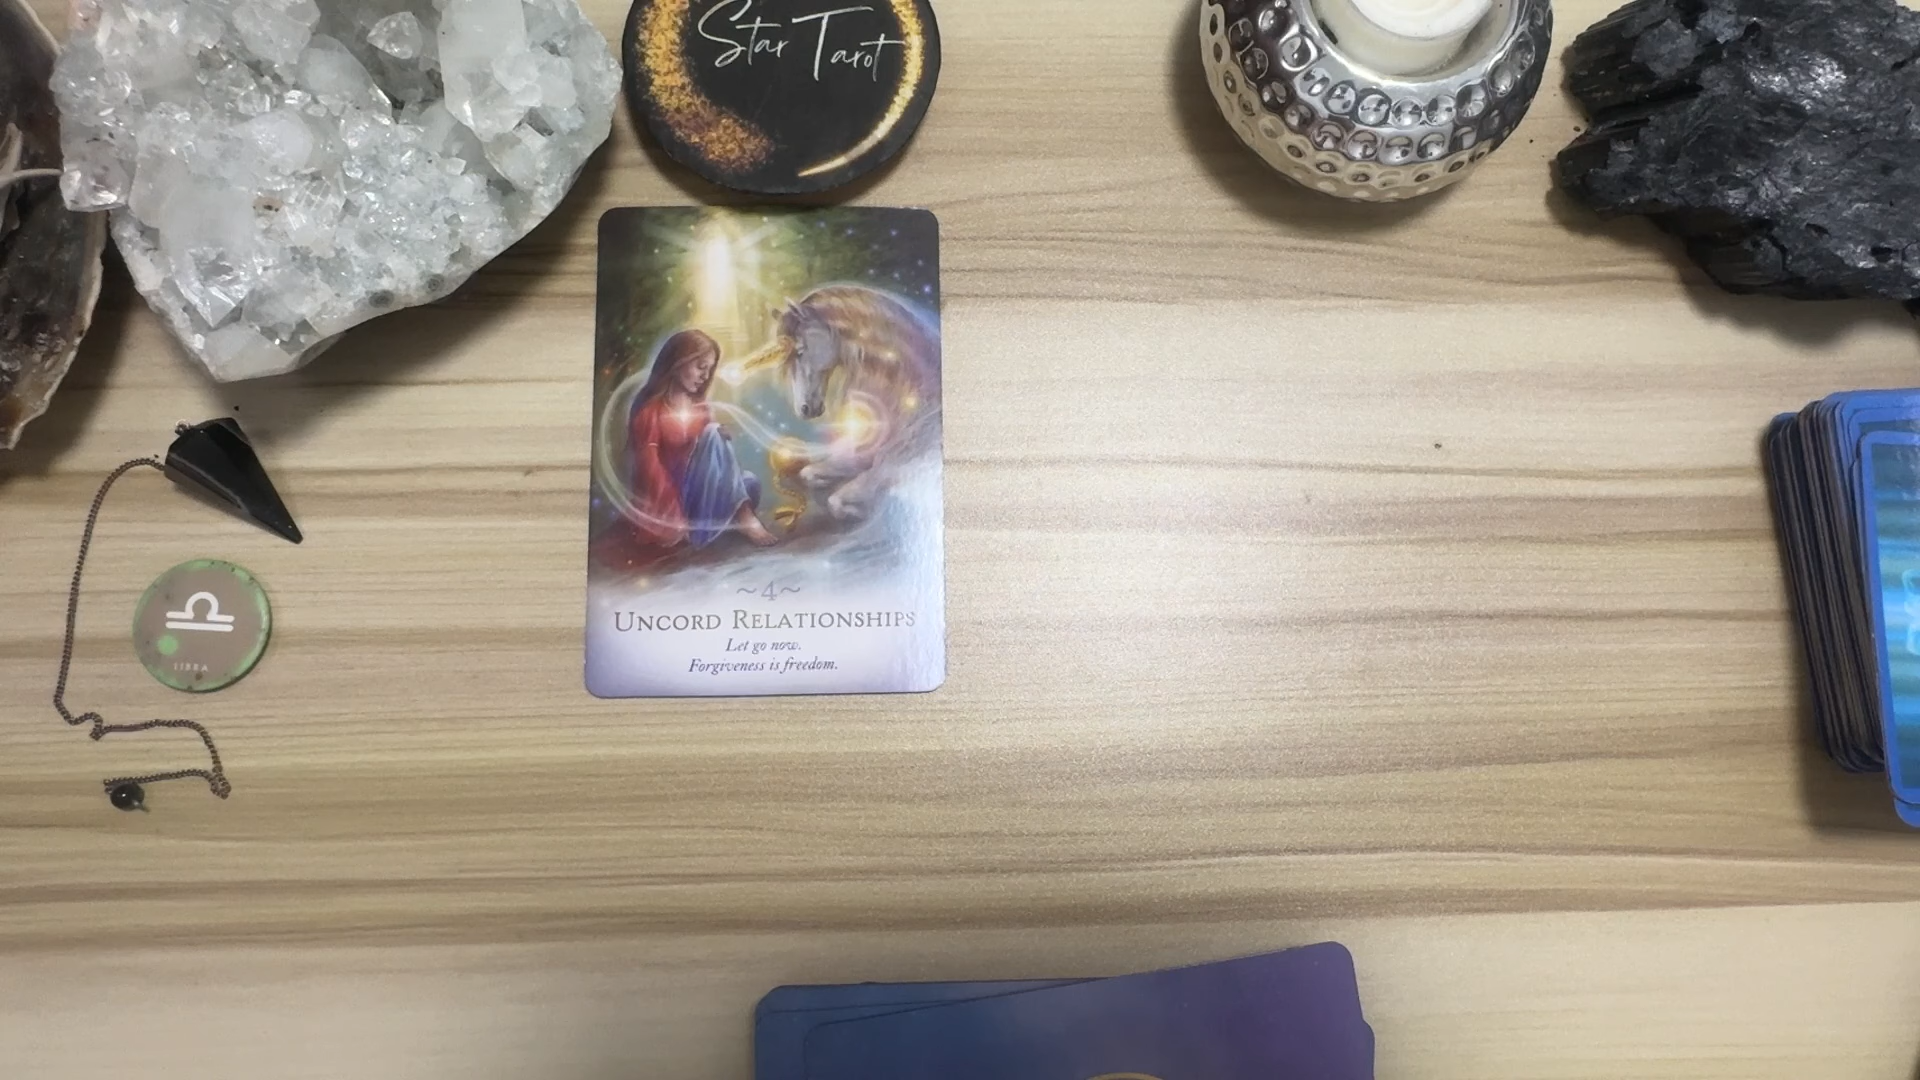 Star Tarot
~4~
UNCORD RELATIONSHIPS
Let go now.
Forgiveness is freedom.
LIBRA